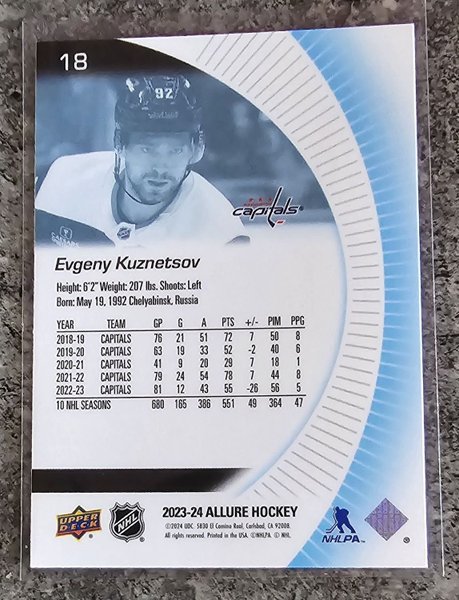 18
92
CAESARS
NHL
capitals
Evgeny Kuznetsov
Height: 6'2" Weight: 207 lbs. Shoots: Left
Born: May 19, 1992 Chelyabinsk, Russia
YEAR TEAM GP G A PTS +/- PIM PPG
2018-19 CAPITALS 76 21 51 72 7 50 8
2019-20 CAPITALS 63 19 33 52 -2 40 6
2020-21 CAPITALS 41 9 20 29 7 18 1
2021-22 CAPITALS 79 24 54 78 7 44 8
2022-23 CAPITALS 81 12 43 55 -26 56 5
10 NHL SEASONS 680 165 386 551 49 364 47
UPPER DECK
NHL
2023-24 ALLURE HOCKEY
©2024 UDC. 5830 El Camino Real, Carlsbad, CA 92008.
All rights reserved. Printed in the USA. ©NHLPA © NHL.
NHLPA
®